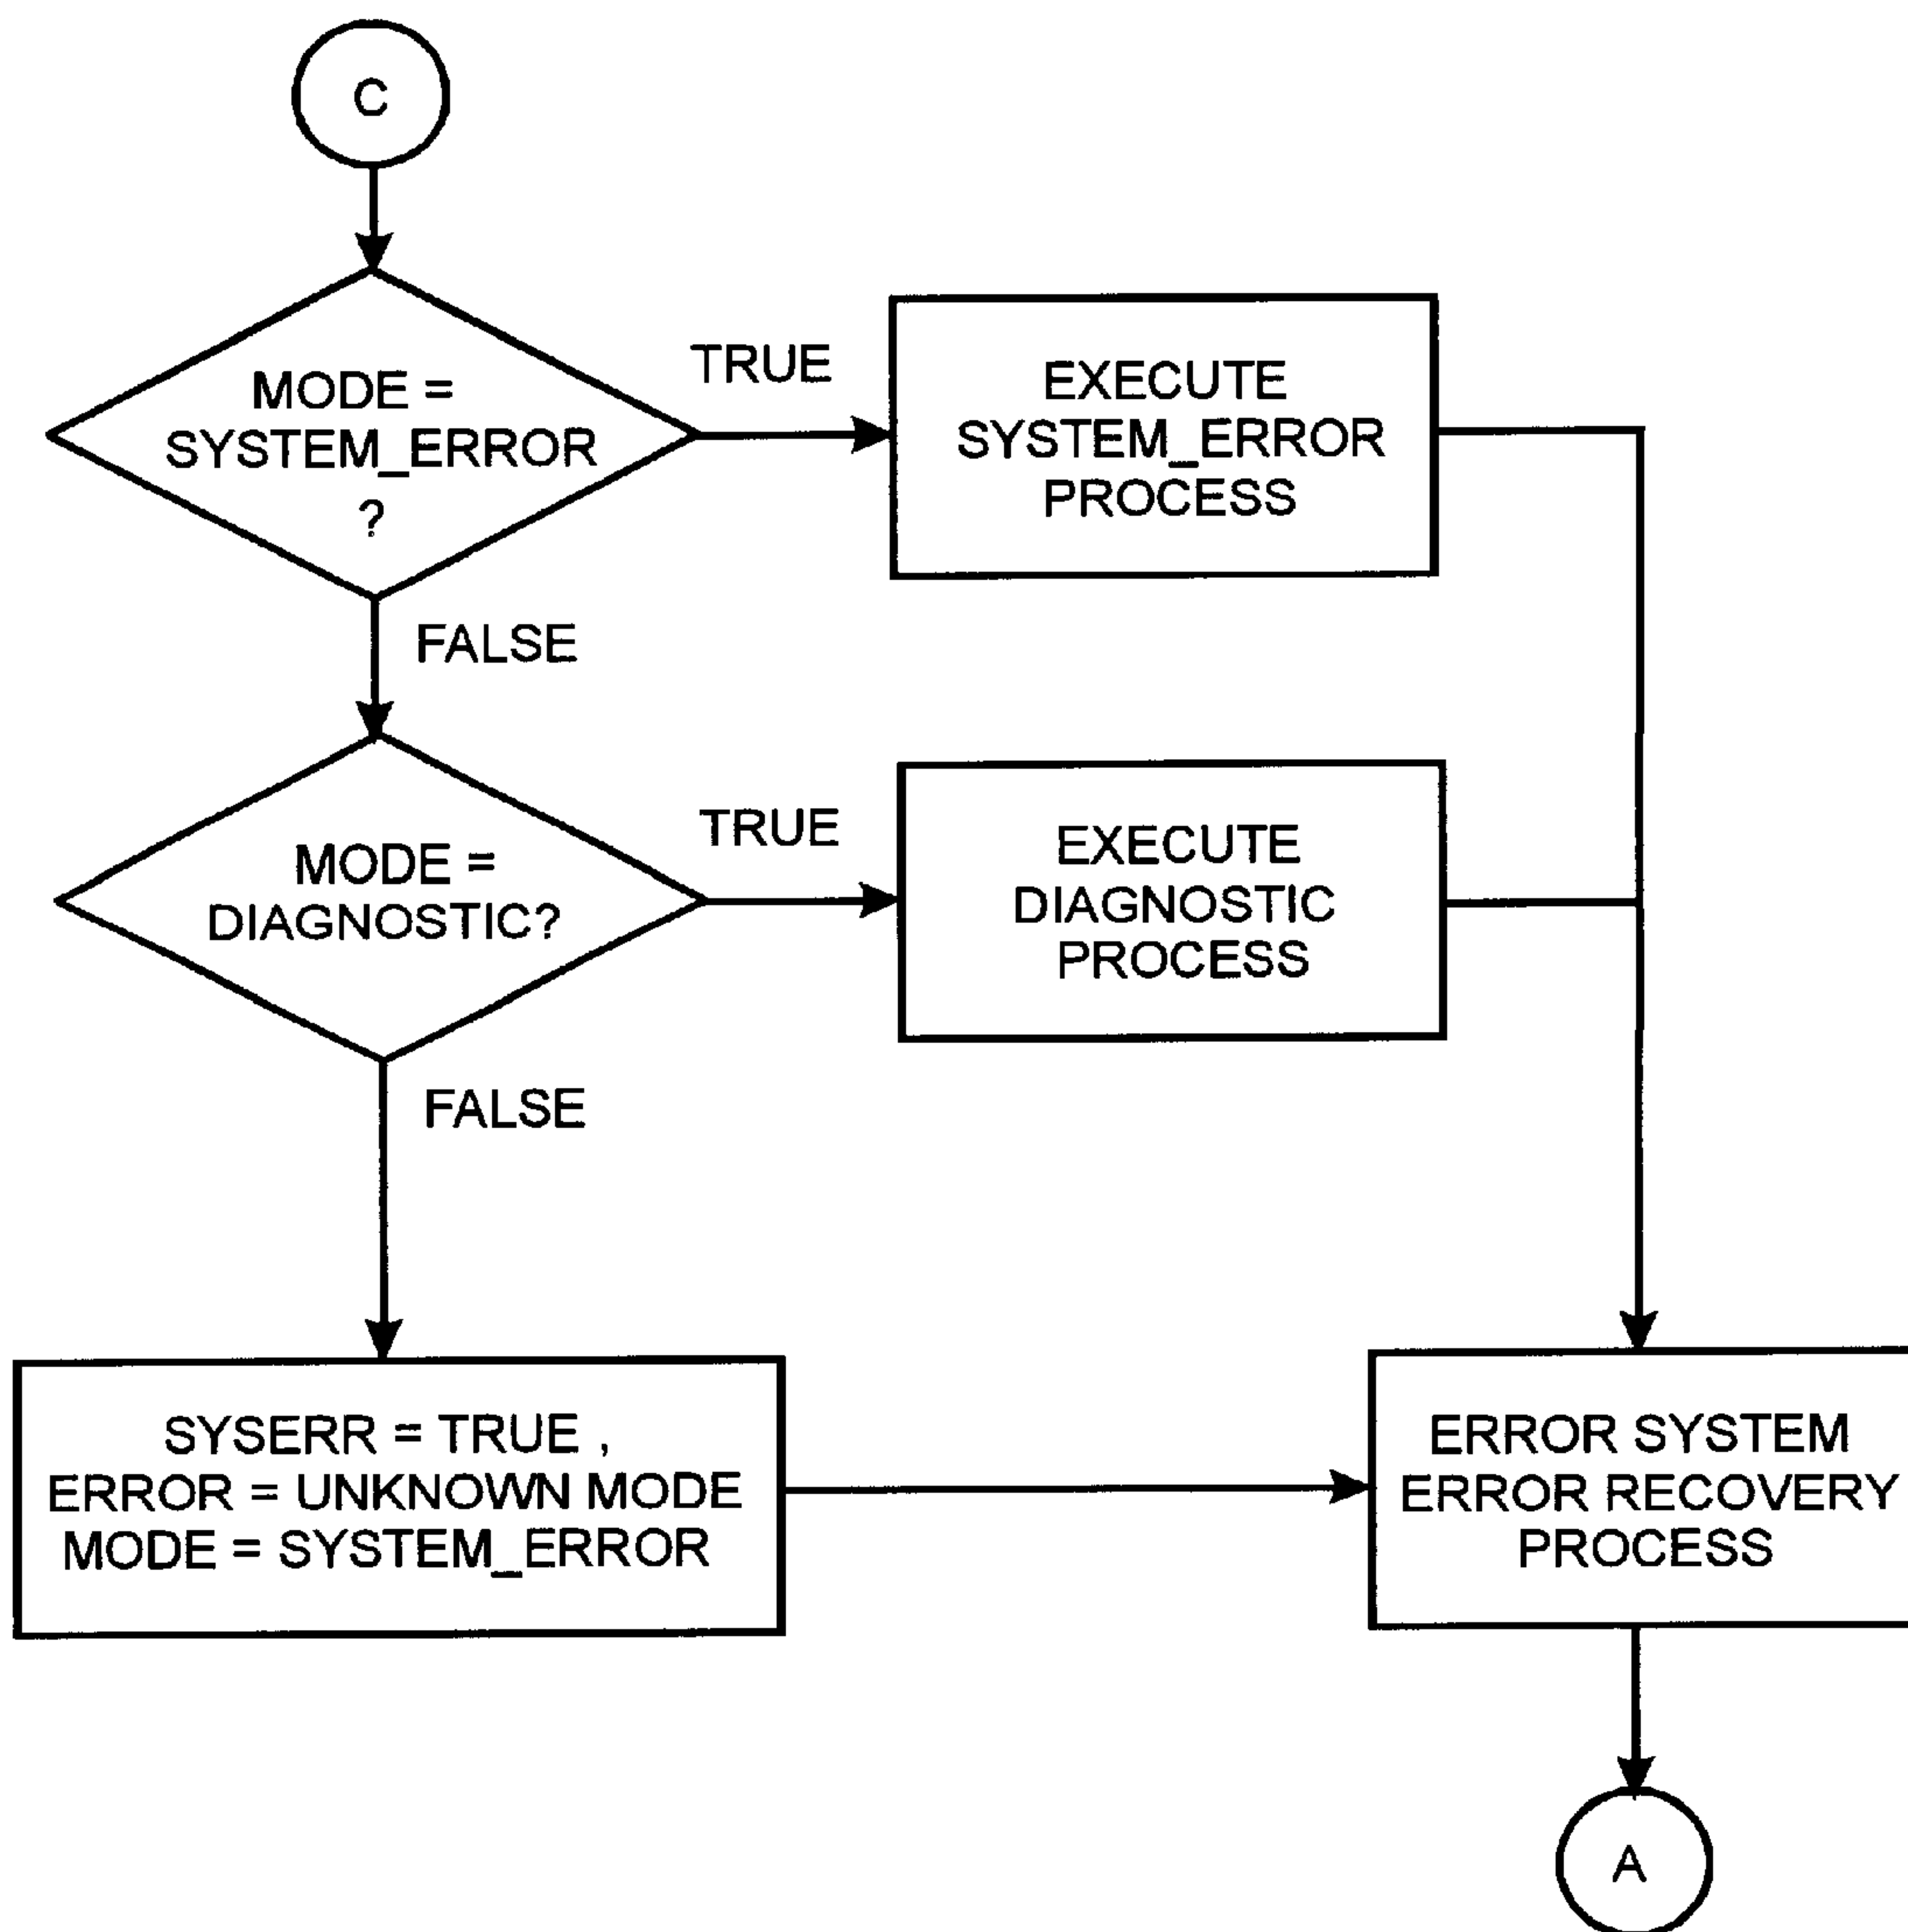 C
MODE =
SYSTEM_ERROR
?
TRUE
EXECUTE
SYSTEM_ERROR
PROCESS
FALSE
MODE =
DIAGNOSTIC?
TRUE
EXECUTE
DIAGNOSTIC
PROCESS
FALSE
SYSERR = TRUE ,
ERROR = UNKNOWN MODE
MODE = SYSTEM_ERROR
ERROR SYSTEM
ERROR RECOVERY
PROCESS
A